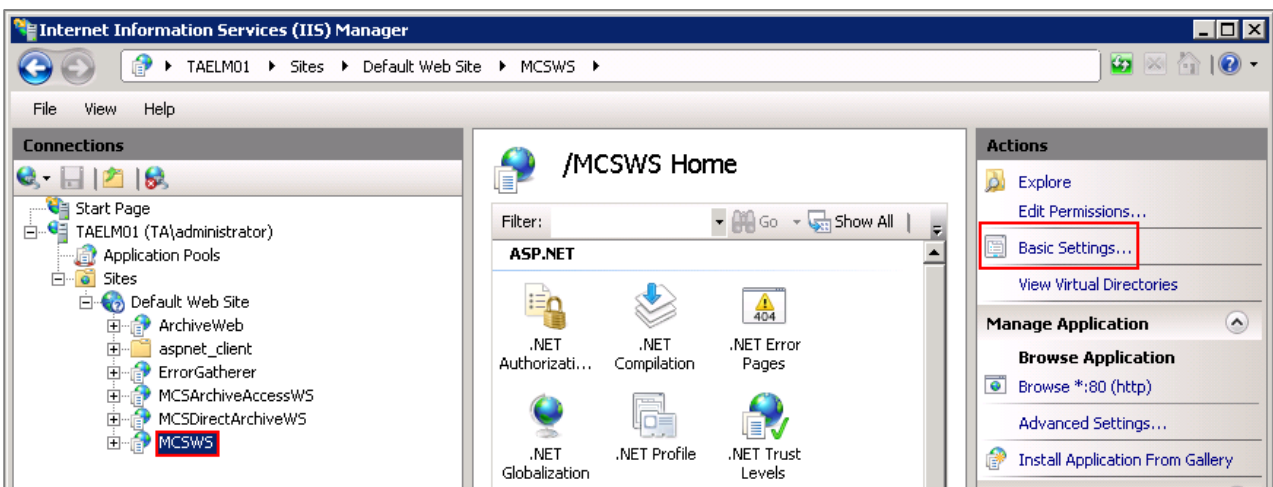 Internet Information Services (IIS) Manager
TAELM01 Sites Default Web Site MCSWS
File View Help
Connections
Start Page
TAELM01 (TA\administrator)
Application Pools
Sites
Default Web Site
ArchiveWeb
aspnet_client
ErrorGatherer
MCSArchiveAccessWS
MCSDirectArchiveWS
MCSWS
/MCSWS Home
Filter: Go Show All
ASP.NET
.NET Authorizati...
.NET Compilation
404
.NET Error Pages
.NET Globalization
.NET Profile
.NET Trust Levels
Actions
Explore
Edit Permissions...
Basic Settings...
View Virtual Directories
Manage Application
Browse Application
Browse *:80 (http)
Advanced Settings...
Install Application From Gallery